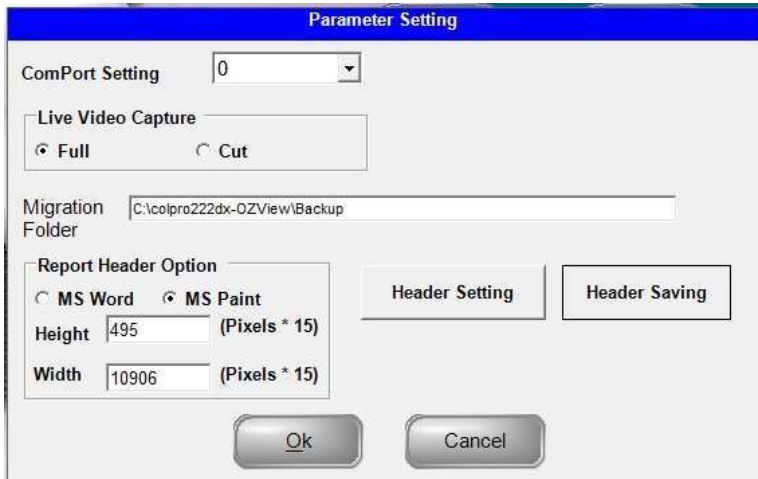 Parameter Setting
ComPort Setting 0
Live Video Capture
Full Cut
Migration Folder C:\colpro222dx-OZView\Backup
Report Header Option
MS Word MS Paint
Height 495 (Pixels * 15)
Width 10906 (Pixels * 15)
Header Setting Header Saving
Ok Cancel